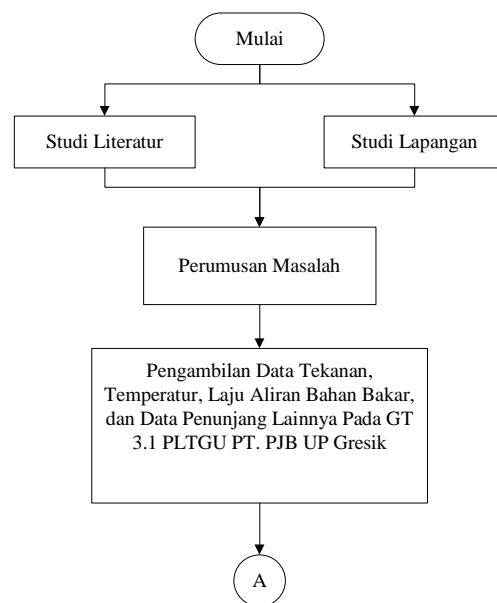 Mulai
Studi Literatur
Studi Lapangan
Perumusan Masalah
Pengambilan Data Tekanan,
Temperatur, Laju Aliran Bahan Bakar,
dan Data Penunjang Lainnya Pada GT
3.1 PLTGU PT. PJB UP Gresik
A